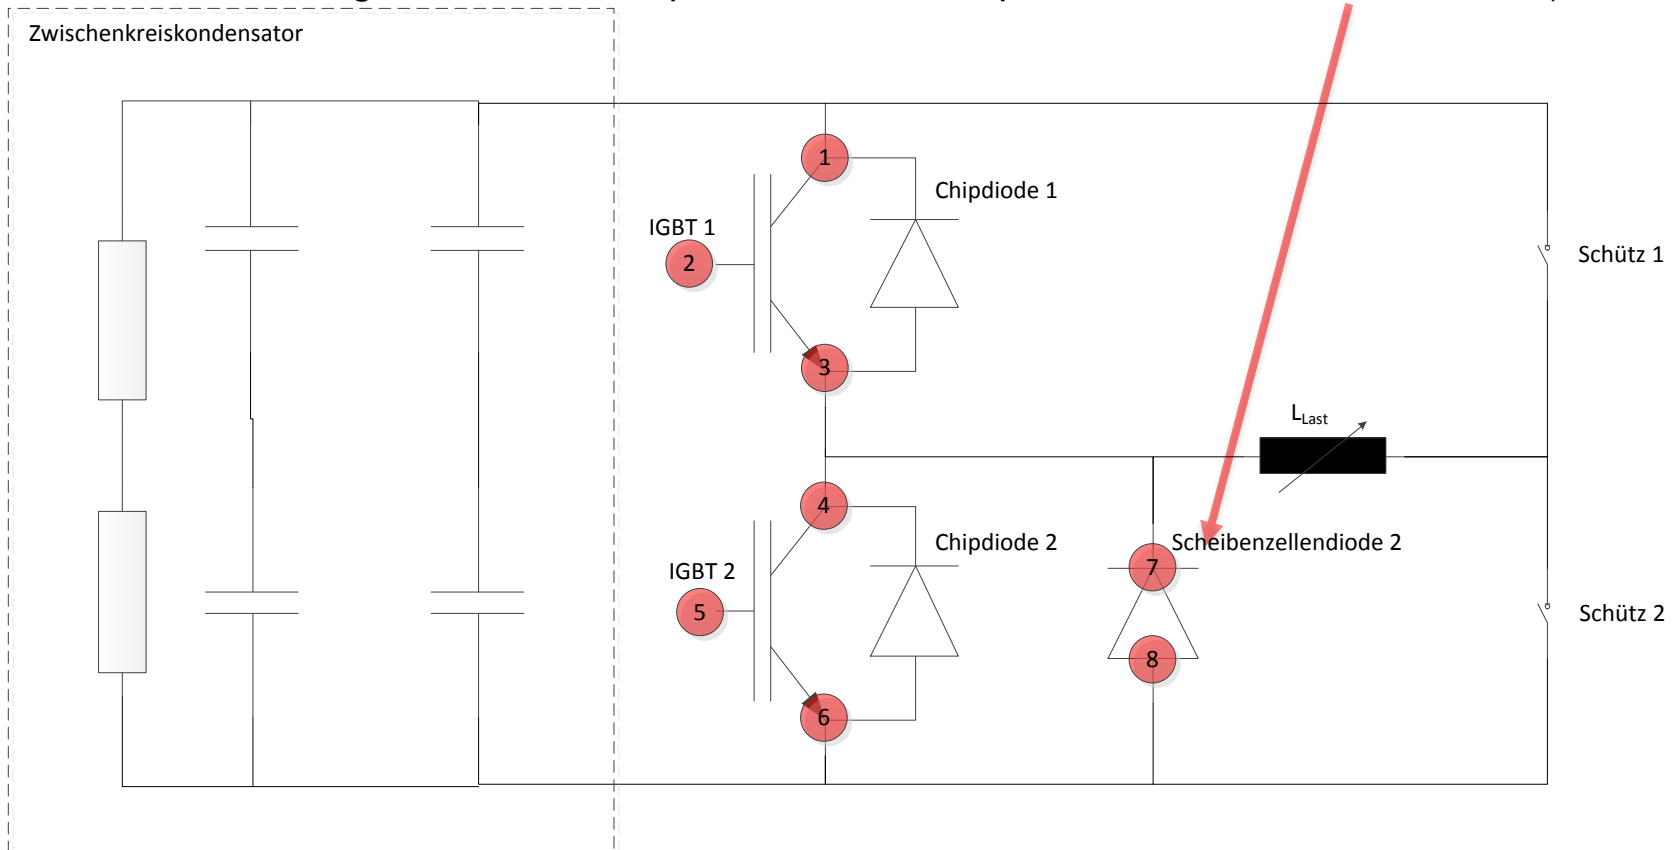 Zwischenkreiskondensator
1
Chipdiode 1
IGBT 1
2
Schütz 1
3
L_Last
4
Chipdiode 2
Scheibenzellendiode 2
IGBT 2
7
5
Schütz 2
8
6